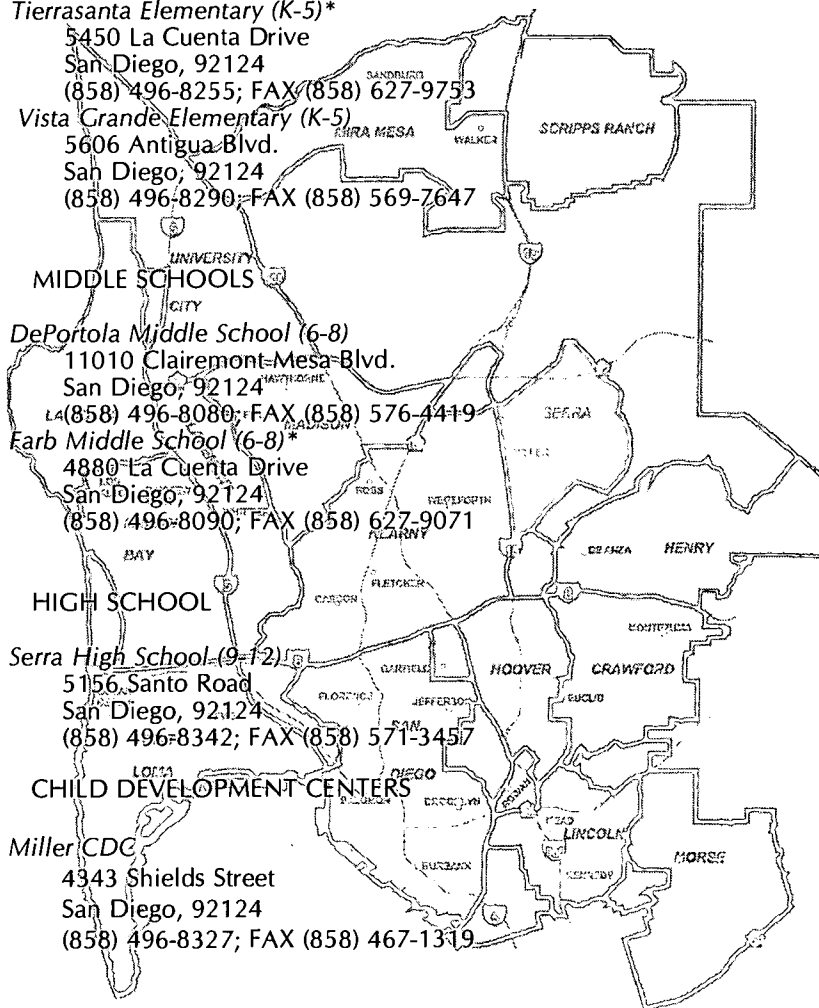 Tierrasanta Elementary (K-5)*
5450 La Cuenta Drive
San Diego, 92124
(858) 496-8255; FAX (858) 627-9753
Vista Grande Elementary (K-5)
5606 Antigua Blvd.
San Diego, 92124
(858) 496-8290; FAX (858) 569-7647
MIDDLE SCHOOLS
DePortola Middle School (6-8)
11010 Clairemont Mesa Blvd.
San Diego, 92124
(858) 496-8080; FAX (858) 576-4419
Farb Middle School (6-8)*
4880 La Cuenta Drive
San Diego, 92124
(858) 496-8090; FAX (858) 627-9071
HIGH SCHOOL
Serra High School (9-12)
5156 Santo Road
San Diego, 92124
(858) 496-8342; FAX (858) 571-3457
CHILD DEVELOPMENT CENTERS
Miller CDC
4343 Shields Street
San Diego, 92124
(858) 496-8327; FAX (858) 467-1319
SANDBURG
MIRA MESA
WALKER
SCRIPPS RANCH
UNIVERSITY
CITY
MADISON
SERRA
ROSS
WEGEFORTH
KEARNY
BAY
DE ANZA
HENRY
CARSON
FLETCHER
GARFIELD
HOOVER
CRAWFORD
FLORENCE
JEFFERSON
EUCLID
SAN
DIEGO
LOMA
BROOKLYN
MEAD
LINCOLN
BURBANK
KENNEDY
MORSE